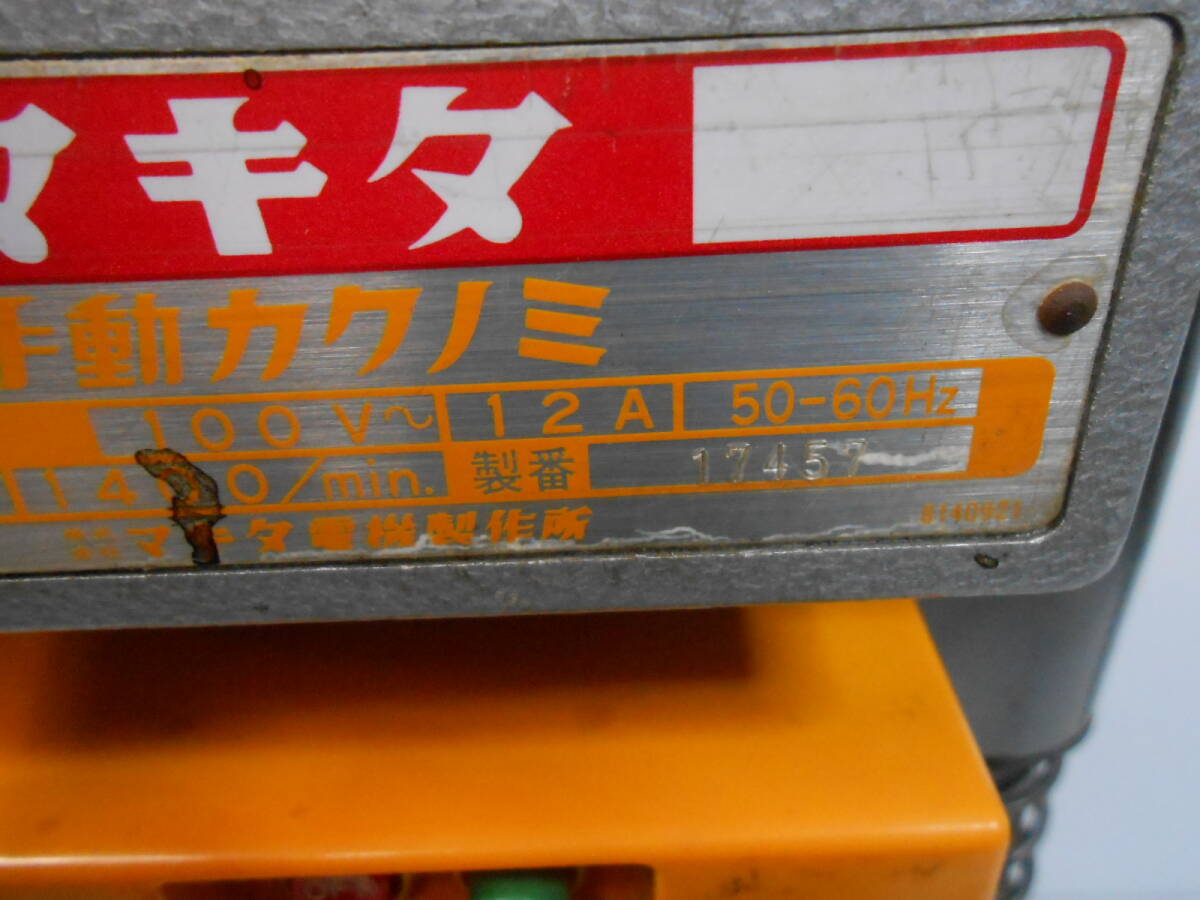 マキタ
動カクノミ
100V～ 12A 50-60Hz
/min. 製番 17457
マキタ電機製作所